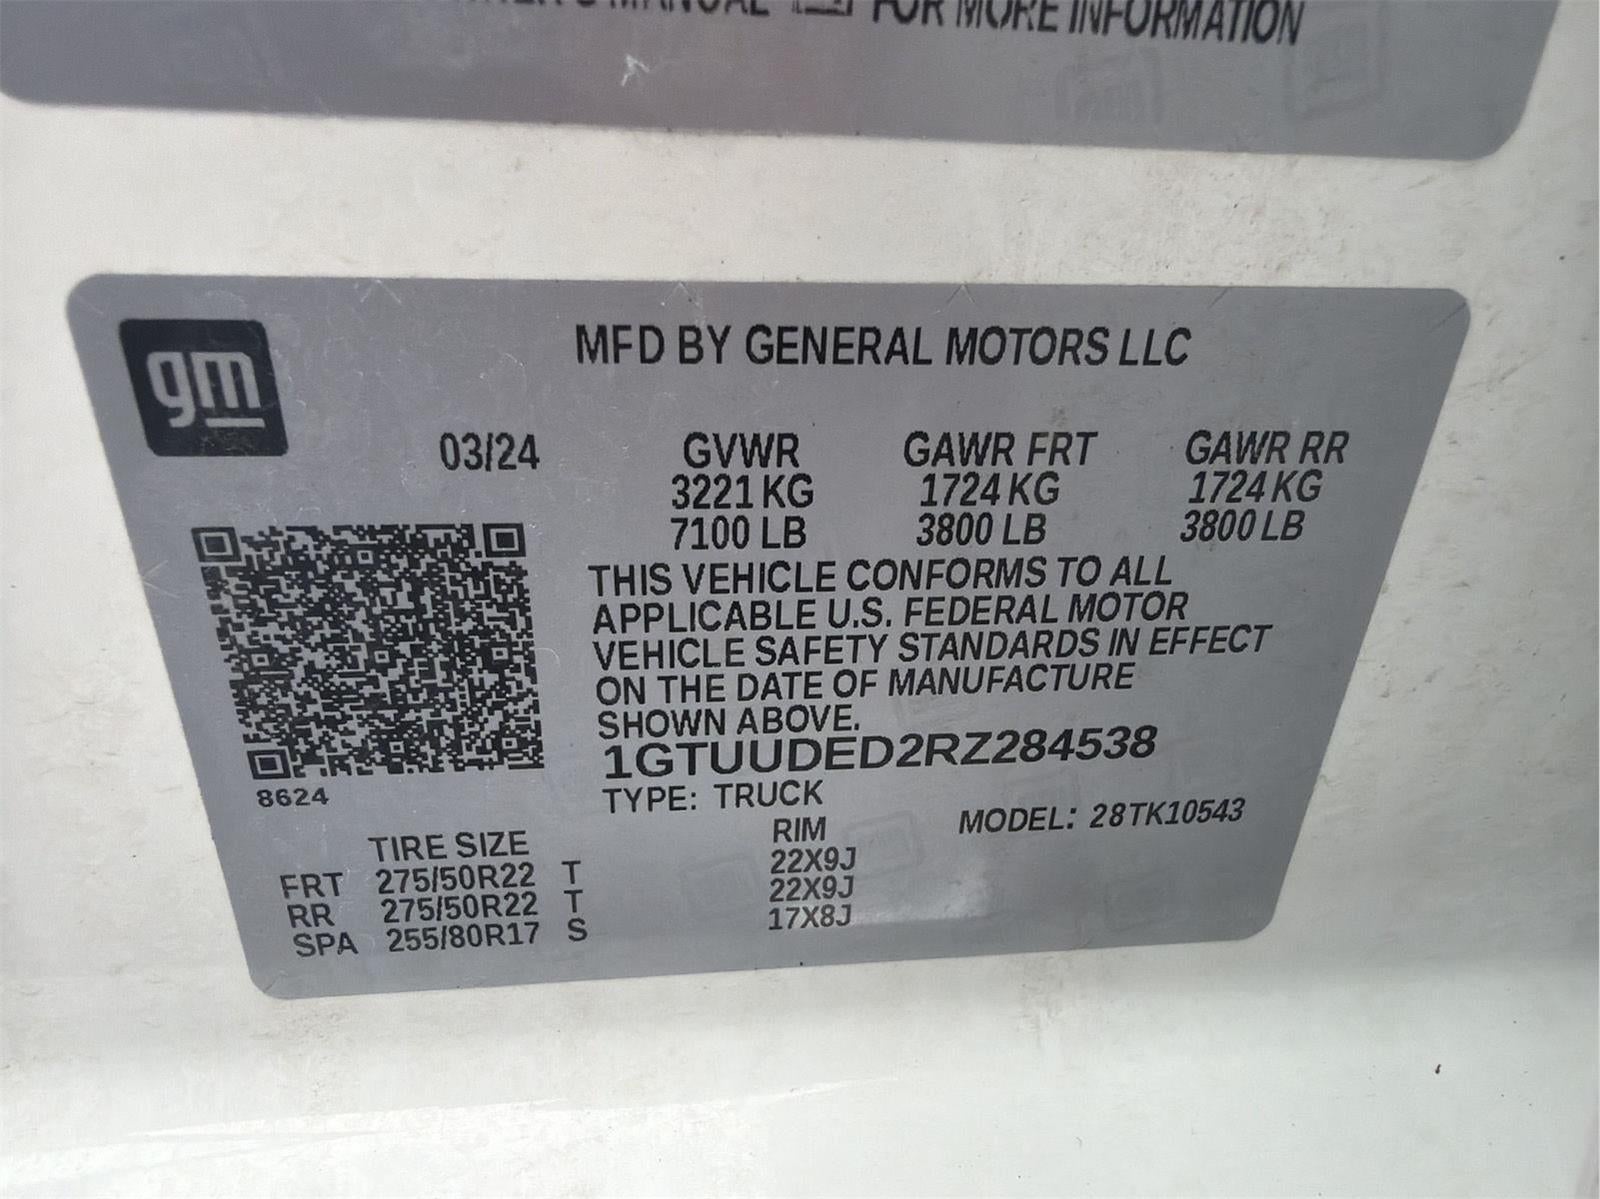 MANUAL FOR MORE INFORMATION
gm
MFD BY GENERAL MOTORS LLC
03/24 GVWR GAWR FRT GAWR RR
3221 KG 1724 KG 1724 KG
7100 LB 3800 LB 3800 LB
THIS VEHICLE CONFORMS TO ALL
APPLICABLE U.S. FEDERAL MOTOR
VEHICLE SAFETY STANDARDS IN EFFECT
ON THE DATE OF MANUFACTURE
SHOWN ABOVE.
1GTUUDED2RZ284538
8624
TYPE: TRUCK
MODEL: 28TK10543
TIRE SIZE RIM
FRT 275/50R22 T 22X9J
RR 275/50R22 T 22X9J
SPA 255/80R17 S 17X8J